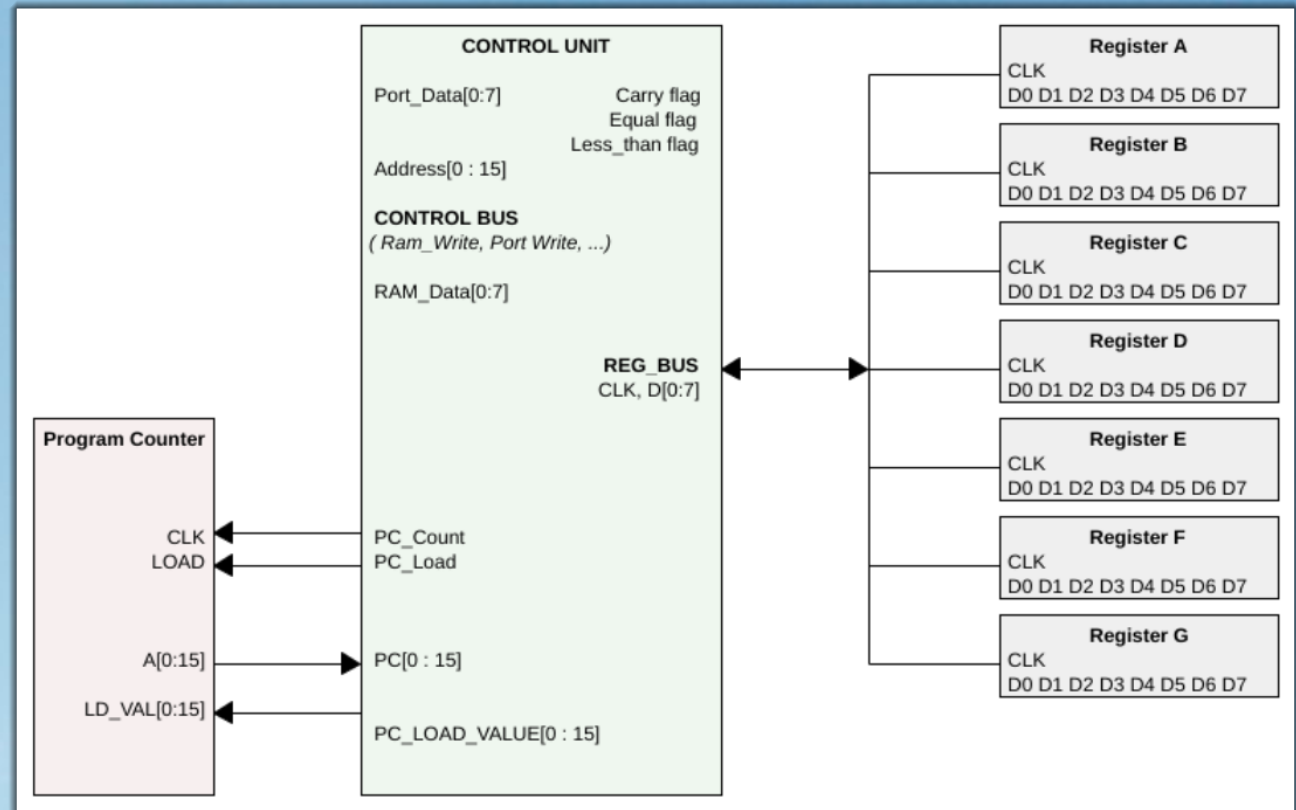 CONTROL UNIT
Port_Data[0:7]
Carry flag
Equal flag
Less_than flag
Address[0 : 15]
CONTROL BUS
( Ram_Write, Port Write, ...)
RAM_Data[0:7]
REG_BUS
CLK, D[0:7]
PC_Count
PC_Load
PC[0 : 15]
PC_LOAD_VALUE[0 : 15]
Program Counter
CLK
LOAD
A[0:15]
LD_VAL[0:15]
Register A
CLK
D0 D1 D2 D3 D4 D5 D6 D7
Register B
CLK
D0 D1 D2 D3 D4 D5 D6 D7
Register C
CLK
D0 D1 D2 D3 D4 D5 D6 D7
Register D
CLK
D0 D1 D2 D3 D4 D5 D6 D7
Register E
CLK
D0 D1 D2 D3 D4 D5 D6 D7
Register F
CLK
D0 D1 D2 D3 D4 D5 D6 D7
Register G
CLK
D0 D1 D2 D3 D4 D5 D6 D7